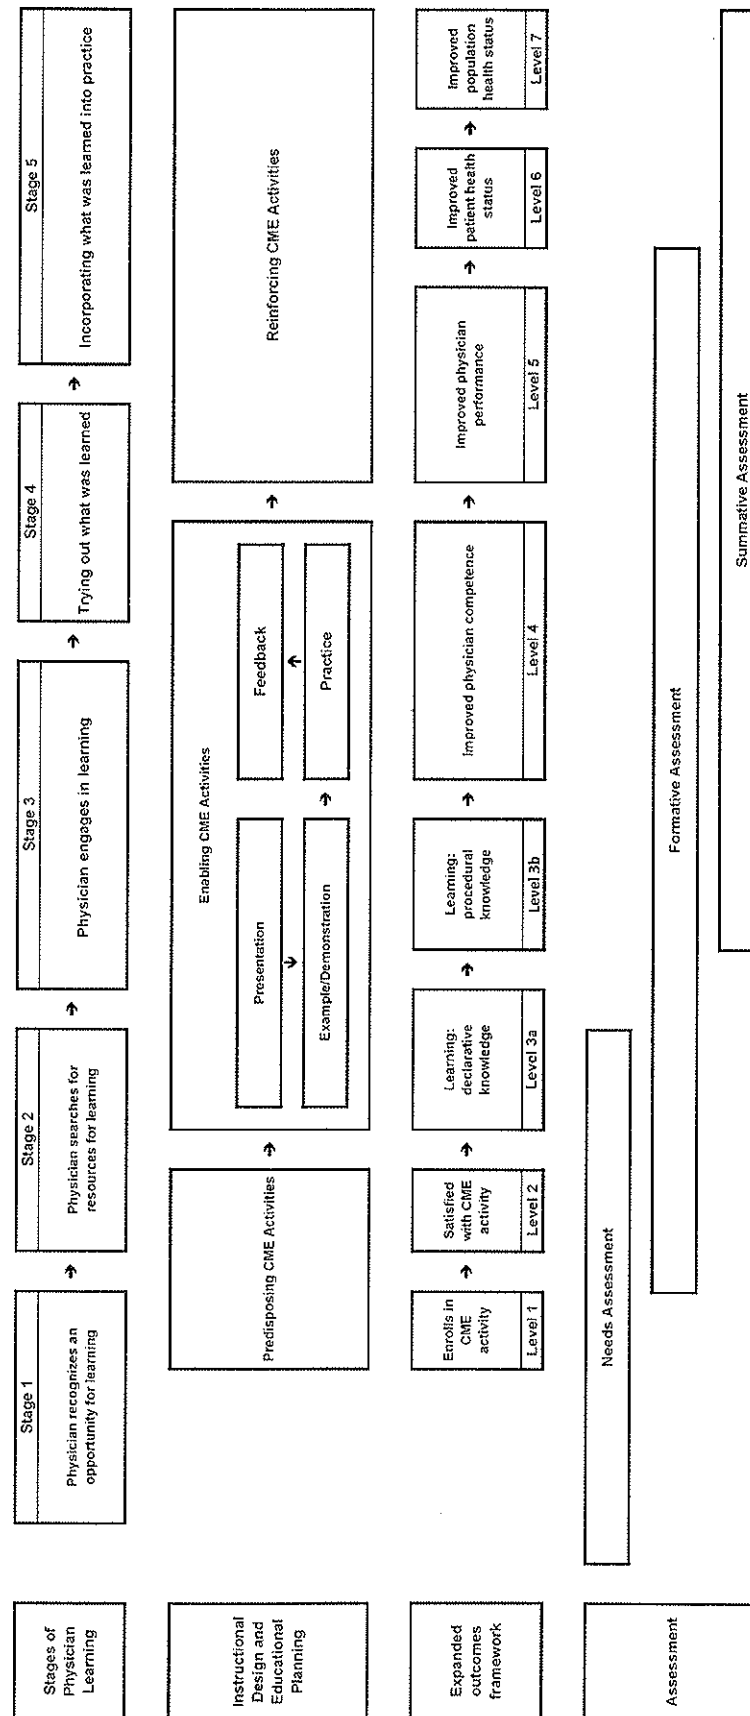 Stages of
Physician
Learning
Stage 1
Physician recognizes an
opportunity for learning
Stage 2
Physician searches for
resources for learning
Stage 3
Physician engages in learning
Stage 4
Trying out what was learned
Stage 5
Incorporating what was learned into practice
Instructional
Design and
Educational
Planning
Predisposing CME Activities
Enabling CME Activities
Presentation
Example/Demonstration
Feedback
Practice
Reinforcing CME Activities
Expanded
outcomes
framework
Enrolls in
CME
activity
Level 1
Satisfied
with CME
activity
Level 2
Learning:
declarative
knowledge
Level 3a
Learning:
procedural
knowledge
Level 3b
Improved physician competence
Level 4
Improved physician
performance
Level 5
Improved
patient health
status
Level 6
Improved
population
health status
Level 7
Assessment
Needs Assessment
Formative Assessment
Summative Assessment